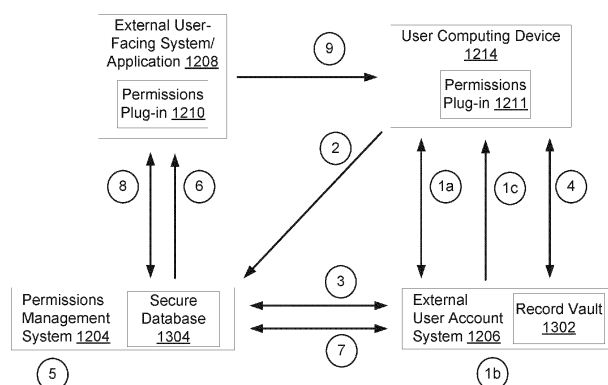 External User-
Facing System/
Application 1208
Permissions
Plug-in 1210
9
User Computing Device
1214
Permissions
Plug-in 1211
2
8
6
1a
1c
4
Permissions
Management
System 1204
Secure
Database
1304
3
7
External
User Account
System 1206
Record Vault
1302
5
1b